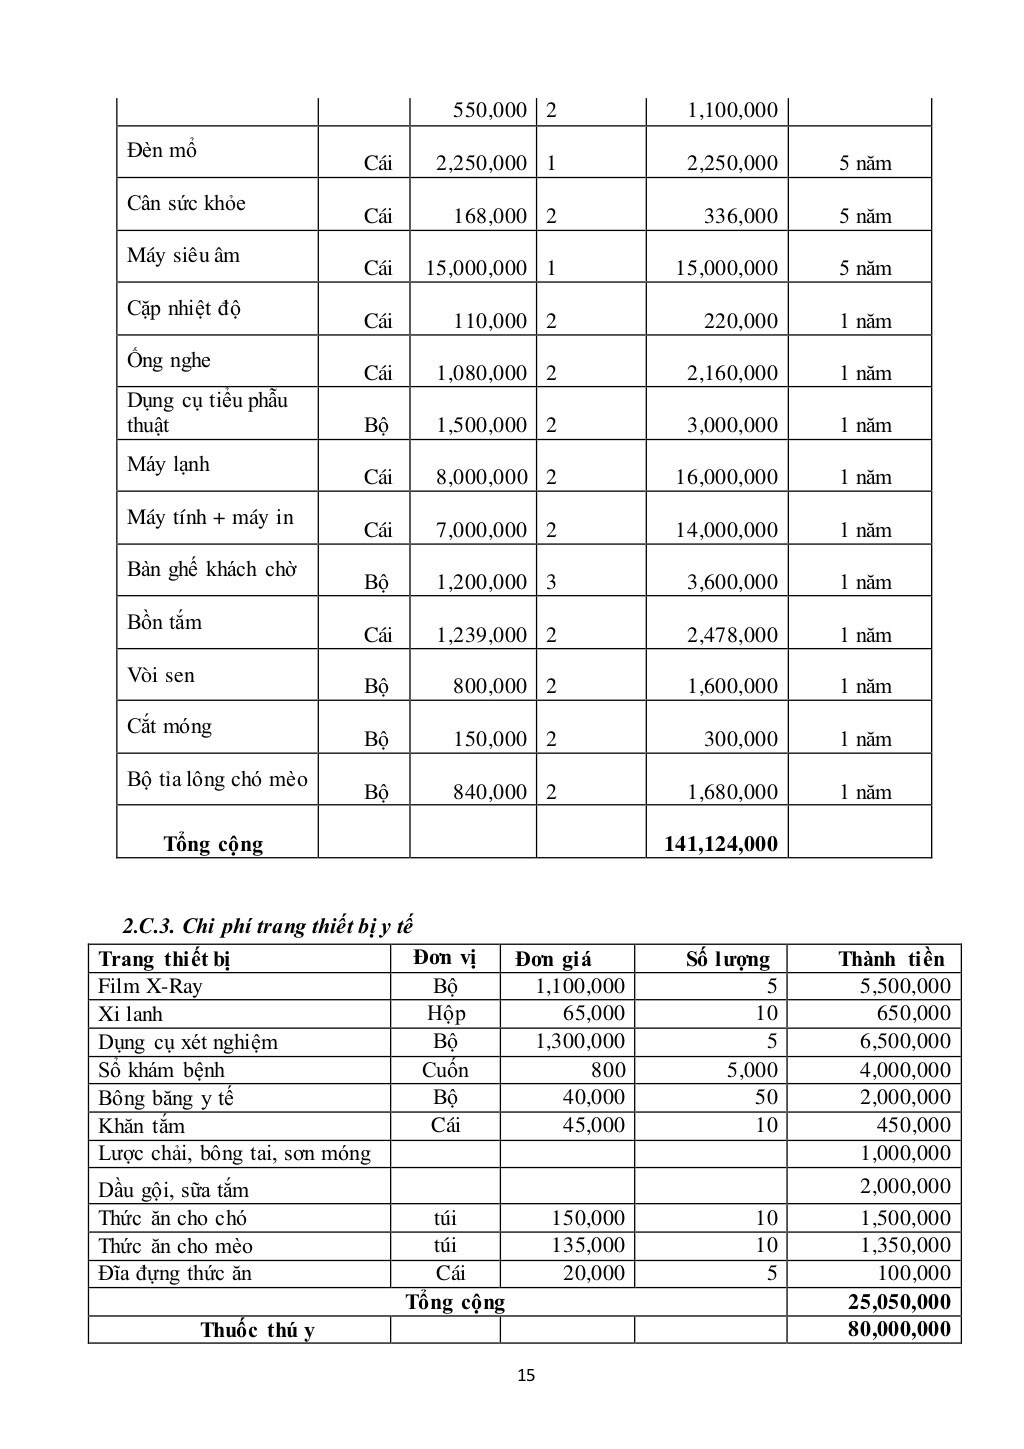 550,000 2 1,100,000
Đèn mổ Cái 2,250,000 1 2,250,000 5 năm
Cân sức khỏe Cái 168,000 2 336,000 5 năm
Máy siêu âm Cái 15,000,000 1 15,000,000 5 năm
Cặp nhiệt độ Cái 110,000 2 220,000 1 năm
Ống nghe Cái 1,080,000 2 2,160,000 1 năm
Dụng cụ tiểu phẫu
thuật Bộ 1,500,000 2 3,000,000 1 năm
Máy lạnh Cái 8,000,000 2 16,000,000 1 năm
Máy tính + máy in Cái 7,000,000 2 14,000,000 1 năm
Bàn ghế khách chờ Bộ 1,200,000 3 3,600,000 1 năm
Bồn tắm Cái 1,239,000 2 2,478,000 1 năm
Vòi sen Bộ 800,000 2 1,600,000 1 năm
Cắt móng Bộ 150,000 2 300,000 1 năm
Bộ tỉa lông chó mèo Bộ 840,000 2 1,680,000 1 năm
Tổng cộng 141,124,000
2.C.3. Chi phí trang thiết bị y tế
Trang thiết bị Đơn vị Đơn giá Số lượng Thành tiền
Film X-Ray Bộ 1,100,000 5 5,500,000
Xi lanh Hộp 65,000 10 650,000
Dụng cụ xét nghiệm Bộ 1,300,000 5 6,500,000
Sổ khám bệnh Cuốn 800 5,000 4,000,000
Bông băng y tế Bộ 40,000 50 2,000,000
Khăn tắm Cái 45,000 10 450,000
Lược chải, bông tai, sơn móng 1,000,000
Dầu gội, sữa tắm 2,000,000
Thức ăn cho chó túi 150,000 10 1,500,000
Thức ăn cho mèo túi 135,000 10 1,350,000
Đĩa đựng thức ăn Cái 20,000 5 100,000
Tổng cộng 25,050,000
Thuốc thú y 80,000,000
15